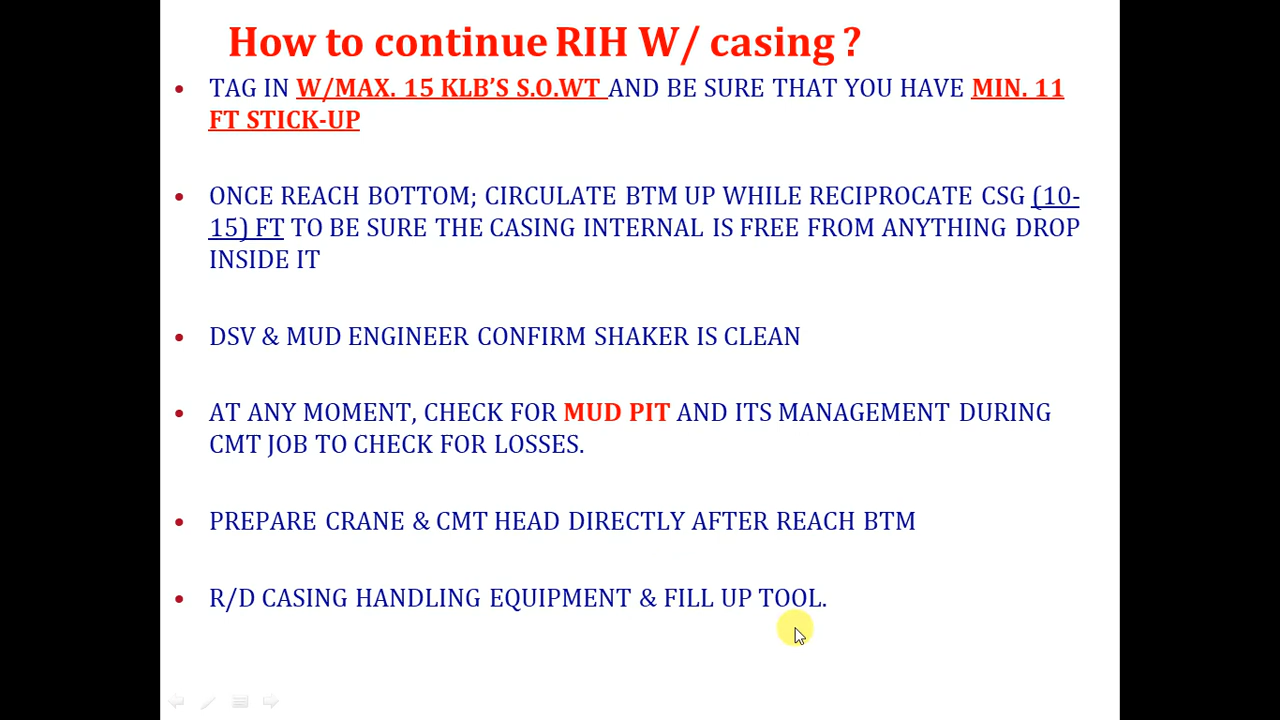 How to continue RIH W/ casing ?
• TAG IN W/MAX. 15 KLB'S S.O.WT AND BE SURE THAT YOU HAVE MIN. 11
FT STICK-UP
• ONCE REACH BOTTOM; CIRCULATE BTM UP WHILE RECIPROCATE CSG (10-
15) FT TO BE SURE THE CASING INTERNAL IS FREE FROM ANYTHING DROP
INSIDE IT
• DSV & MUD ENGINEER CONFIRM SHAKER IS CLEAN
• AT ANY MOMENT, CHECK FOR MUD PIT AND ITS MANAGEMENT DURING
CMT JOB TO CHECK FOR LOSSES.
• PREPARE CRANE & CMT HEAD DIRECTLY AFTER REACH BTM
• R/D CASING HANDLING EQUIPMENT & FILL UP TOOL.